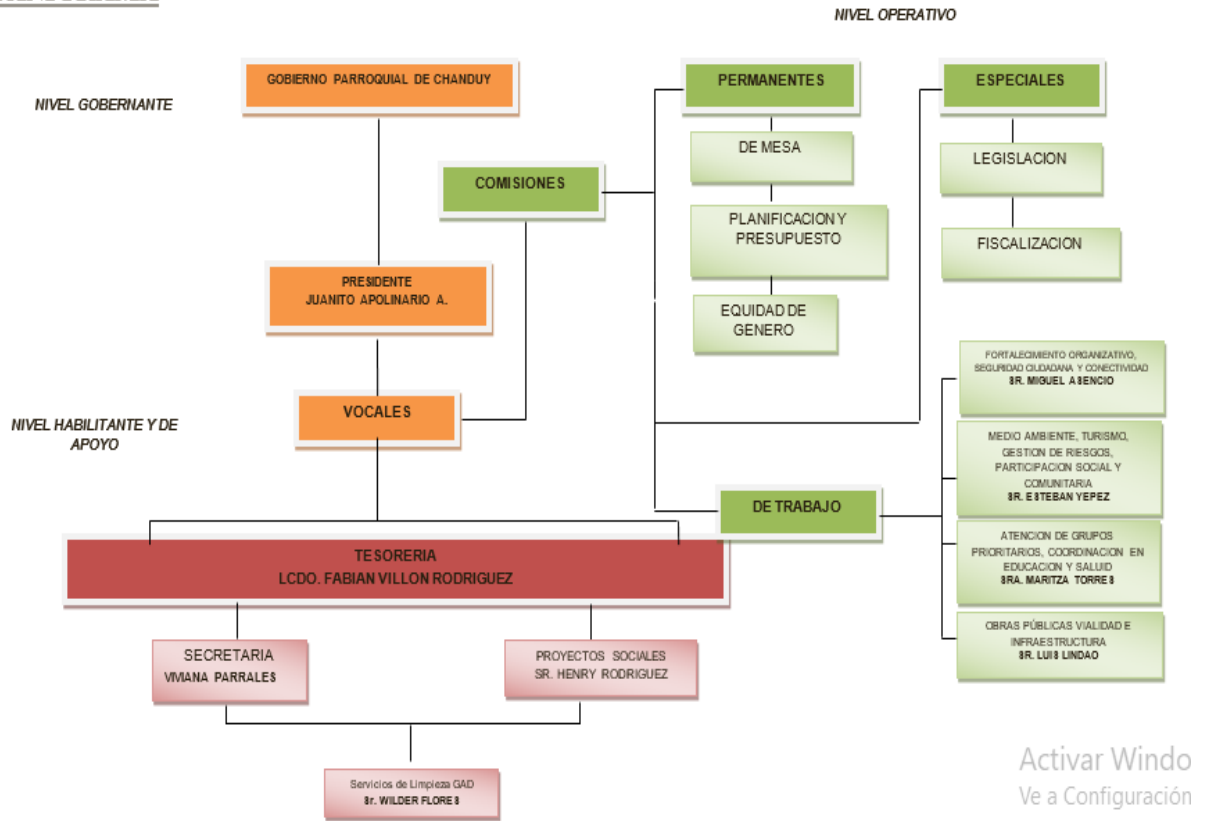 NIVEL OPERATIVO
GOBIERNO PARROQUIAL DE CHANDUY
PERMANENTES
ESPECIALES
NIVEL GOBERNANTE
DE MESA
LEGISLACION
COMISIONES
PLANIFICACION Y
PRESUPUESTO
FISCALIZACION
PRESIDENTE
JUANITO APOLINARIO A.
EQUIDAD DE
GENERO
FORTALECIMIENTO ORGANIZATIVO,
SEGURIDAD CIUDADANA Y CONECTIVIDAD
SR. MIGUEL ASENCIO
VOCALES
NIVEL HABILITANTE Y DE
APOYO
MEDIO AMBIENTE, TURISMO,
GESTION DE RIESGOS,
PARTICIPACION SOCIAL Y
COMUNITARIA
SR. ESTEBAN YEPEZ
DE TRABAJO
ATENCION DE GRUPOS
PRIORITARIOS, COORDINACION EN
EDUCACION Y SALUD
SRA. MARITZA TORRES
TESORERIA
LCDO. FABIAN VILLON RODRIGUEZ
OBRAS PÚBLICAS VIALIDAD E
INFRAESTRUCTURA
SR. LUIS LINDAO
SECRETARIA
VIVIANA PARRALES
PROYECTOS SOCIALES
SR. HENRY RODRIGUEZ
Servicios de Limpieza GAD
Sr. WILDER FLORES
Activar Windo
Ve a Configuración